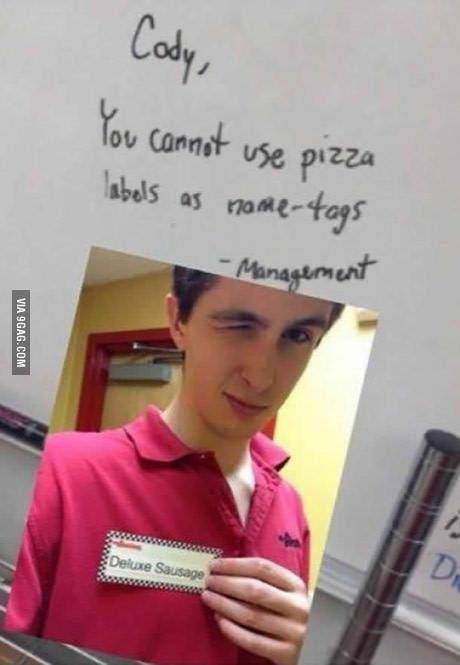 Cody,
You cannot use pizza
labels as name-tags
- Management
VIA 9GAG.COM
Deluxe Sausage